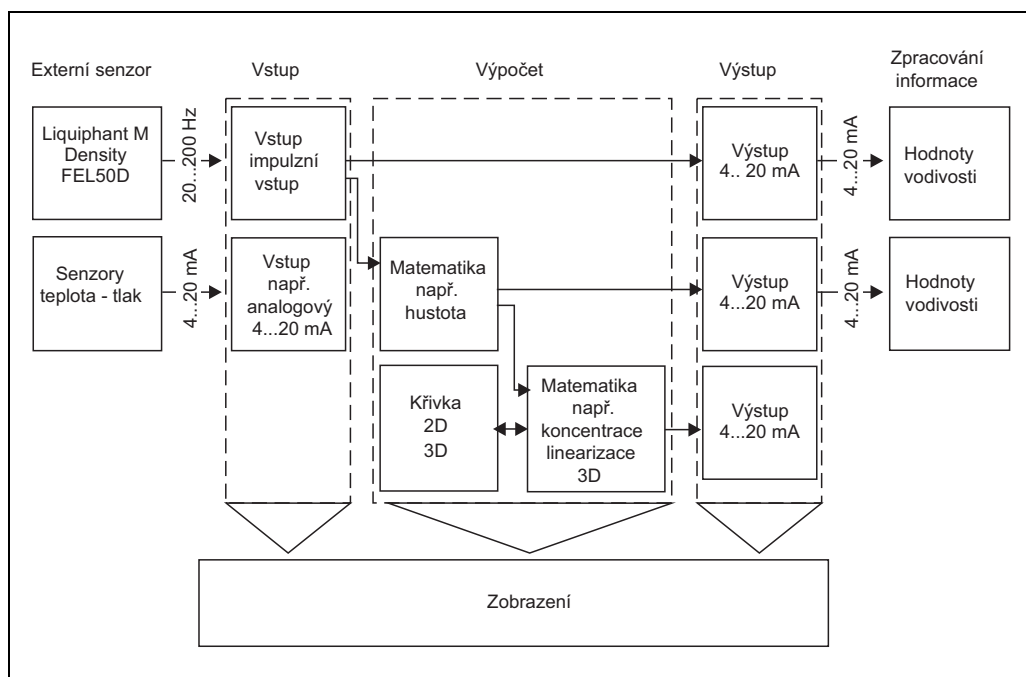 Externí senzor
Vstup
Výpočet
Výstup
Zpracování
informace
Liquiphant M
Density
FEL50D
20...200 Hz
Vstup
impulzní
vstup
Výstup
4.. 20 mA
4...20 mA
Hodnoty
vodivosti
Senzory
teplota - tlak
4...20 mA
Vstup
např.
analogový
4...20 mA
Matematika
např.
hustota
Výstup
4...20 mA
4...20 mA
Hodnoty
vodivosti
Křivka
2D
3D
Matematika
např.
koncentrace
linearizace
3D
Výstup
4...20 mA
Zobrazení